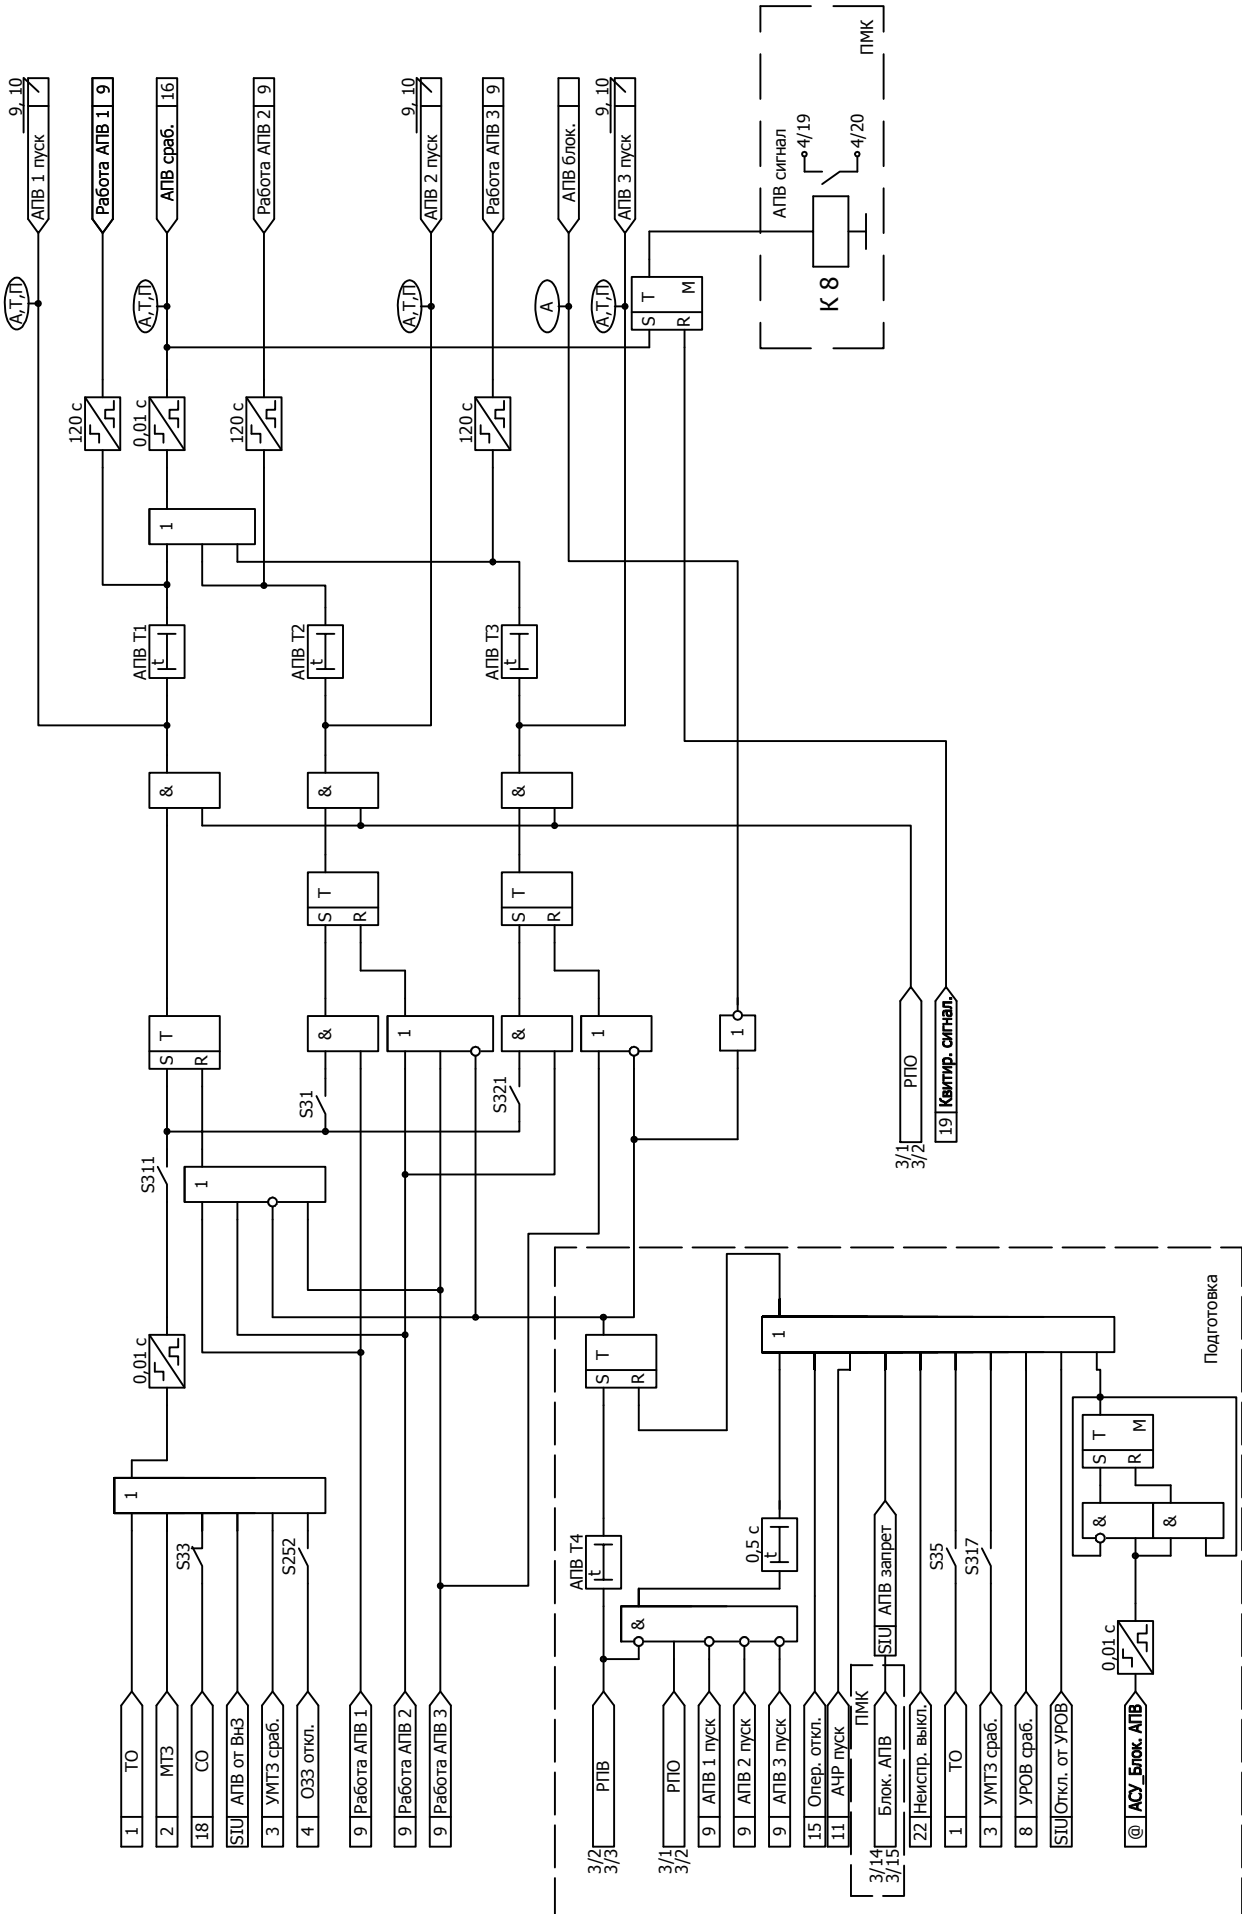 9, 10
АПВ 1 пуск
А,Т,П
Работа АПВ 1 9
120 с
АПВ сраб. 16
А,Т,П
0,01 с
Работа АПВ 2 9
120 с
9, 10
АПВ 2 пуск
А,Т,П
Работа АПВ 3 9
120 с
АПВ блок.
А
9, 10
АПВ 3 пуск
А,Т,П
S T
R M
ПМК
АПВ сигнал
4/19
4/20
К 8
1
АПВ Т1
t
АПВ Т2
t
АПВ Т3
t
&
&
&
S T
R
S T
R
S T
R
&
1
&
1
1
S31
S321
S311
1
3/1
3/2
РПО
19 Квитир. сигнал.
0,01 с
1
S33
S252
1 ТО
2 МТЗ
18 СО
SIU АПВ от ВнЗ
3 УМТЗ сраб.
4 ОЗЗ откл.
9 Работа АПВ 1
9 Работа АПВ 2
9 Работа АПВ 3
Подготовка
S T
R
1
АПВ Т4
t
0,5 с
t
&
3/2
3/3
РПВ
3/1
3/2
РПО
9 АПВ 1 пуск
9 АПВ 2 пуск
9 АПВ 3 пуск
15 Опер. откл.
11 АЧР пуск
ПМК
3/14
3/15
Блок. АПВ
SIU АПВ запрет
22 Неиспр. выкл.
1 ТО
S35
3 УМТЗ сраб.
S317
8 УРОВ сраб.
SIU Откл. от УРОВ
S T
R M
&
&
0,01 с
@ АСУ_Блок. АПВ